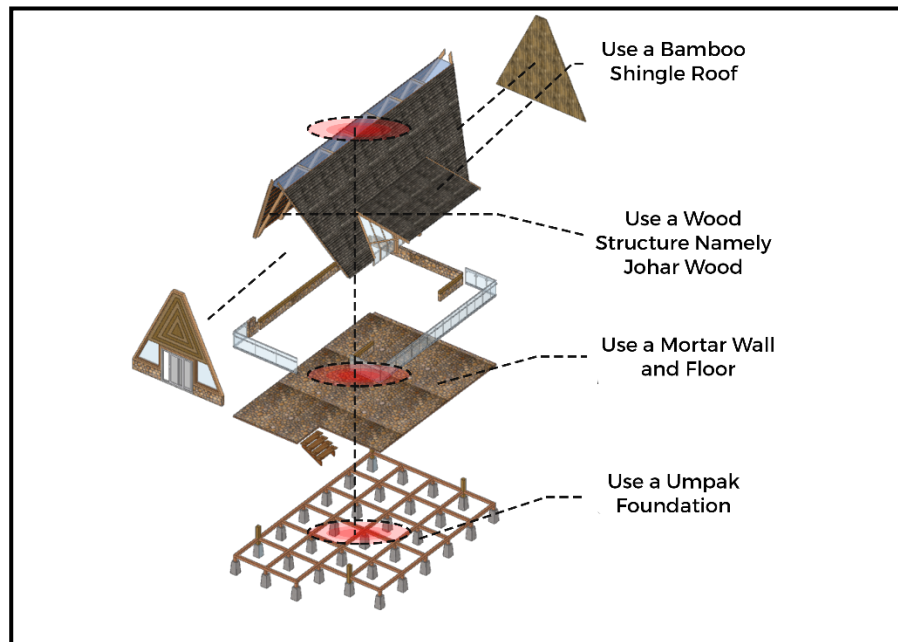 Use a Bamboo
Shingle Roof
Use a Wood
Structure Namely
Johar Wood
Use a Mortar Wall
and Floor
Use a Umpak
Foundation